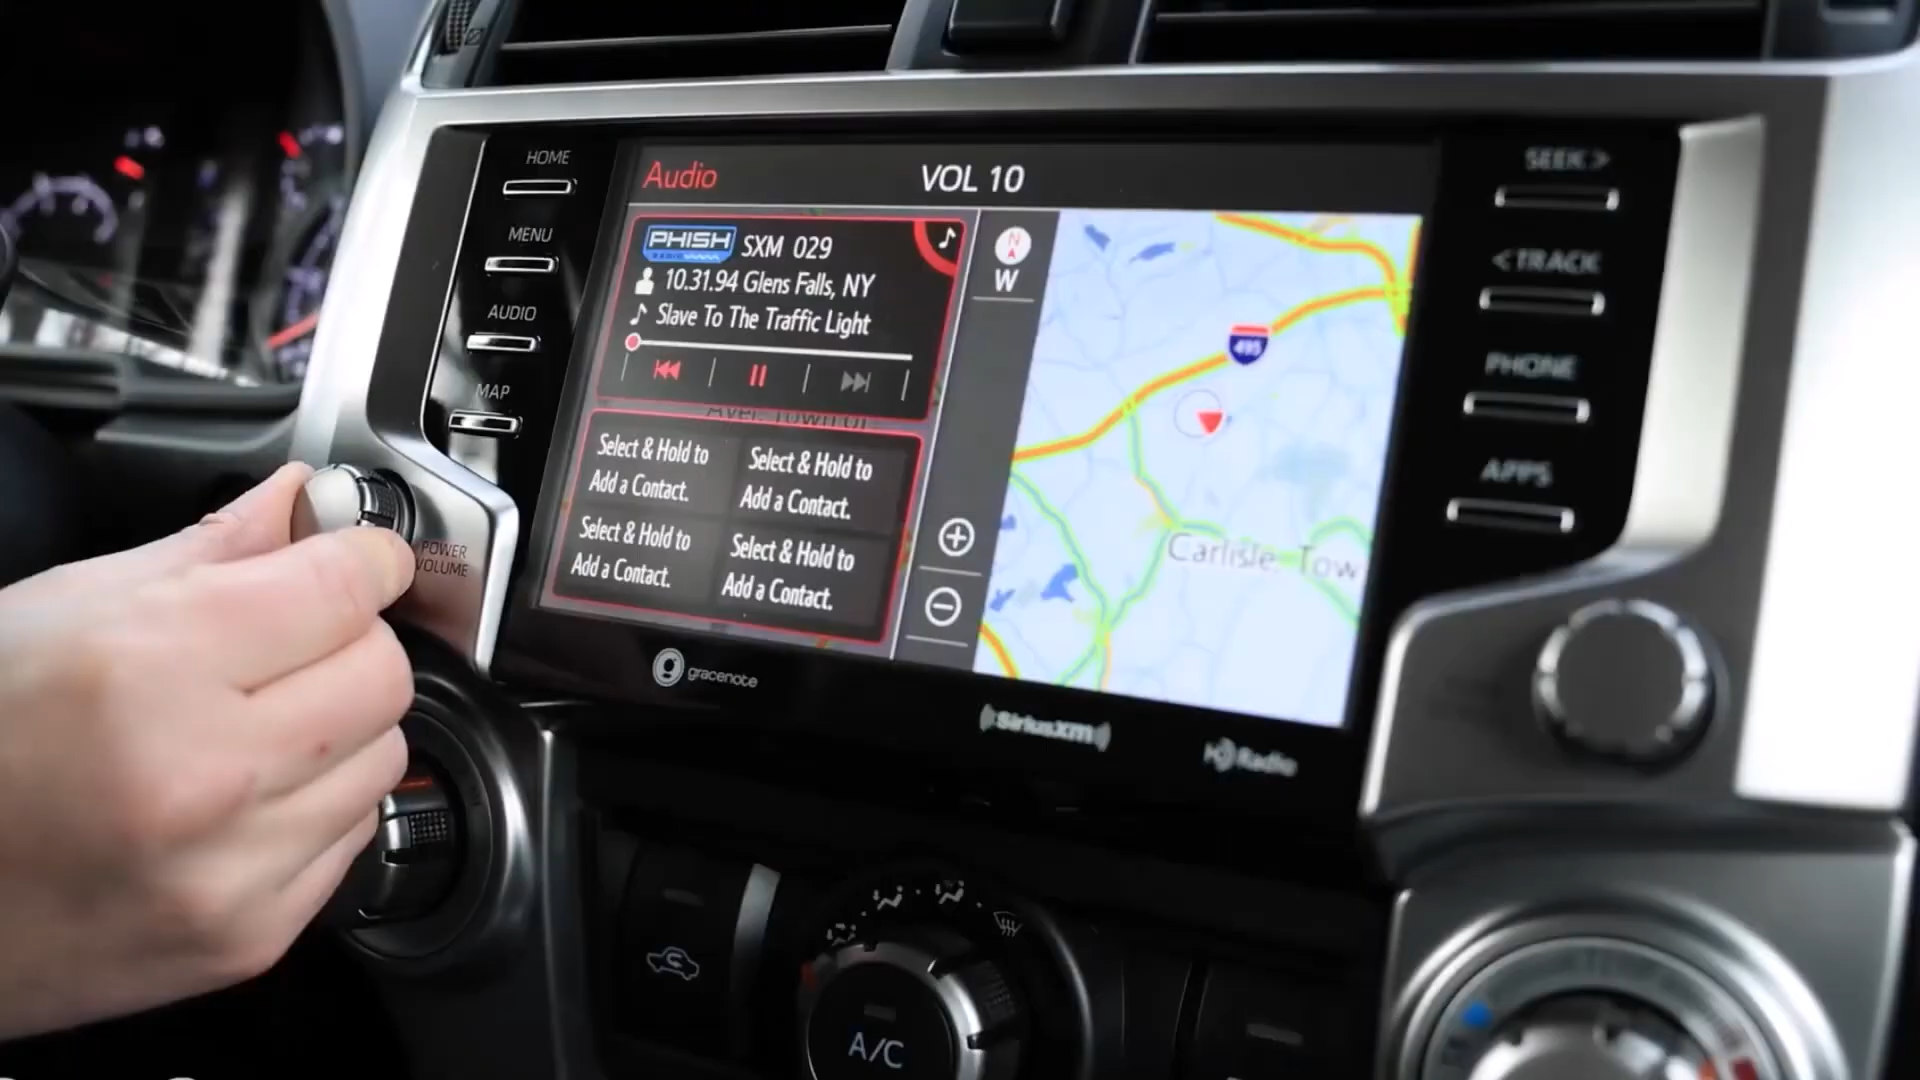 HOME
MENU
AUDIO
MAP
POWER
VOLUME
Audio
VOL 10
PHISH
RADIO
SXM 029
10.31.94 Glens Falls, NY
Slave To The Traffic Light
Select & Hold to
Add a Contact.
Select & Hold to
Add a Contact.
Select & Hold to
Add a Contact.
Select & Hold to
Add a Contact.
N
W
495
Carlisle, Tow
SEEK >
< TRACK
PHONE
APPS
gracenote
SiriusXM
HD Radio
A/C